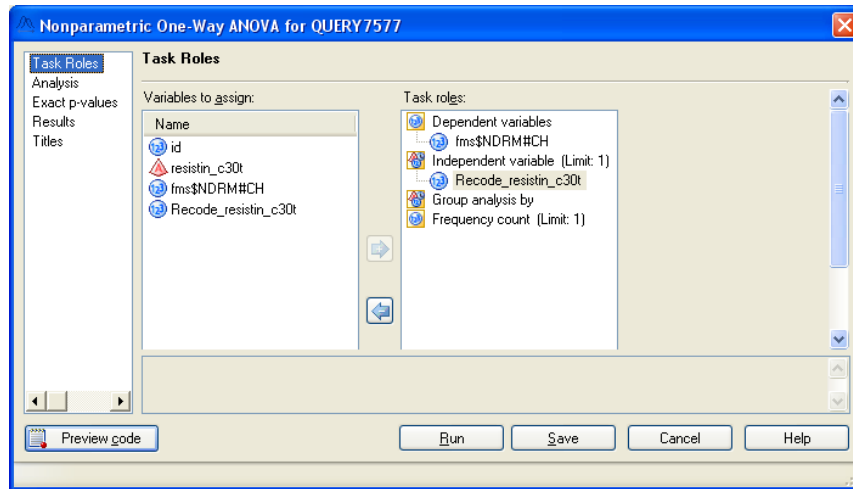 Nonparametric One-Way ANOVA for QUERY7577
Task Roles
Analysis
Exact p-values
Results
Titles
Task Roles
Variables to assign:
Name
id
resistin_c30t
fms$NDRM#CH
Recode_resistin_c30t
Task roles:
Dependent variables
fms$NDRM#CH
Independent variable (Limit: 1)
Recode_resistin_c30t
Group analysis by
Frequency count (Limit: 1)
Preview code
Run
Save
Cancel
Help